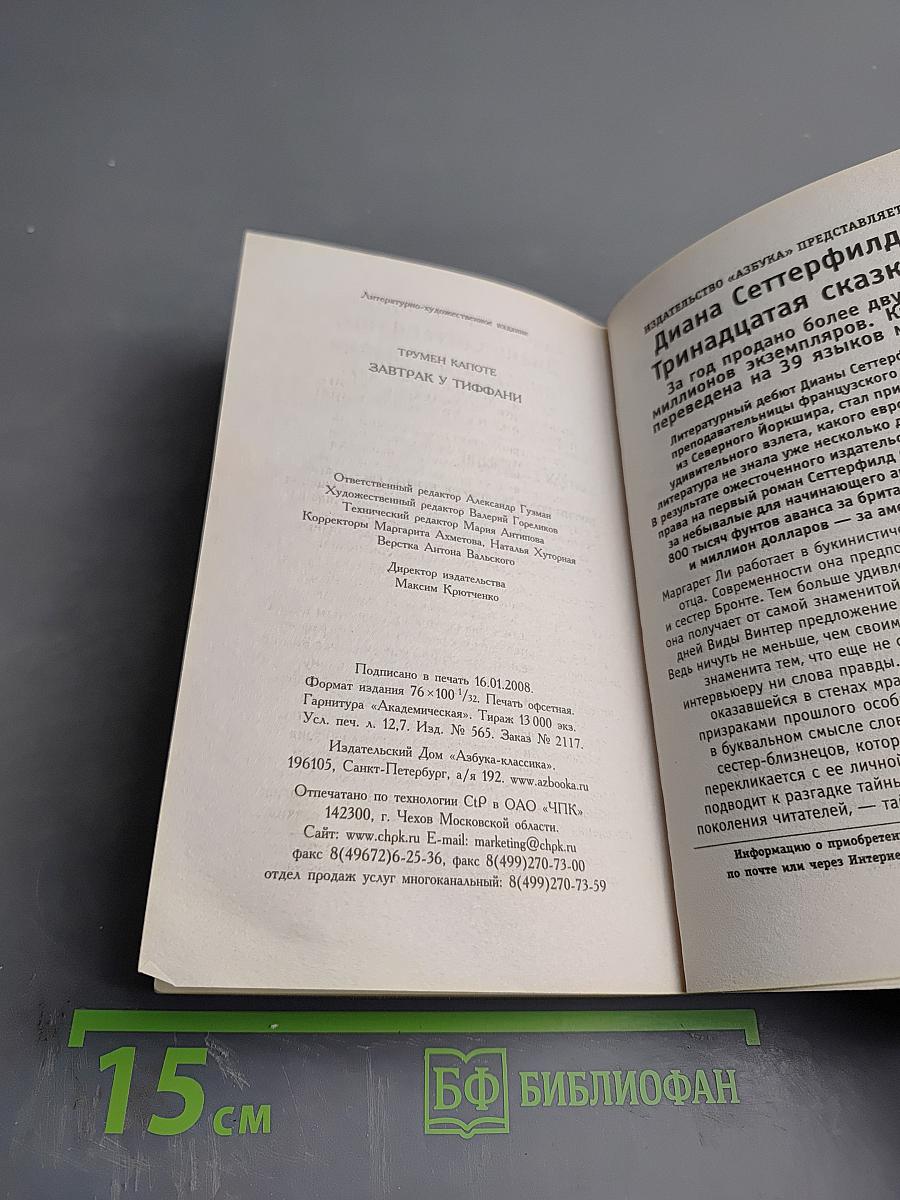 Литературно-художественное издание
ТРУМЕН КАПОТЕ
ЗАВТРАК У ТИФФАНИ
Ответственный редактор Александр Гузман
Художественный редактор Валерий Гореликов
Технический редактор Мария Антипова
Корректоры Маргарита Ахметова, Наталья Хуторная
Верстка Антона Вальского
Директор издательства
Максим Крютченко
Подписано в печать 16.01.2008.
Формат издания 76×100 1/32. Печать офсетная.
Гарнитура «Академическая». Тираж 13 000 экз.
Усл. печ. л. 12,7. Изд. № 565. Заказ № 2117.
Издательский Дом «Азбука-классика».
196105, Санкт-Петербург, а/я 192. www.azbooka.ru
Отпечатано по технологии CtP в ОАО «ЧПК»
142300, г. Чехов Московской области.
Сайт: www.chpk.ru E-mail: marketing@chpk.ru
факс 8(49672)6-25-36, факс 8(499)270-73-00
отдел продаж услуг многоканальный: 8(499)270-73-59
ИЗДАТЕЛЬСТВО «АЗБУКА» ПРЕДСТАВЛЯЕТ
Диана Сеттерфилд
Тринадцатая сказк
За год продано более дву
миллионов экземпляров. К
переведена на 39 языков м
Литературный дебют Дианы Сеттерф
преподавательницы французского
из Северного Йоркшира, стал при
удивительного взлета, какого евро
литература не знала уже несколько д
В результате ожесточенного издательс
права на первый роман Сеттерфилд
за небывалые для начинающего а
800 тысяч фунтов аванса за брита
и миллион долларов — за аме
Маргарет Ли работает в букинистиче
отца. Современности она предпо
и сестер Бронте. Тем больше удивле
она получает от самой знаменитой
дней Виды Винтер предложение
Ведь ничуть не меньше, чем своим
знаменита тем, что еще не с
интервьюеру ни слова правды.
оказавшейся в стенах мра
призраками прошлого особ
в буквальном смысле слов
сестер-близнецов, котор
перекликается с ее личной
подводит к разгадке тайны
поколения читателей, — та
Информацию о приобретен
по почте или через Интерне
15 см
БФ БИБЛИОФАН